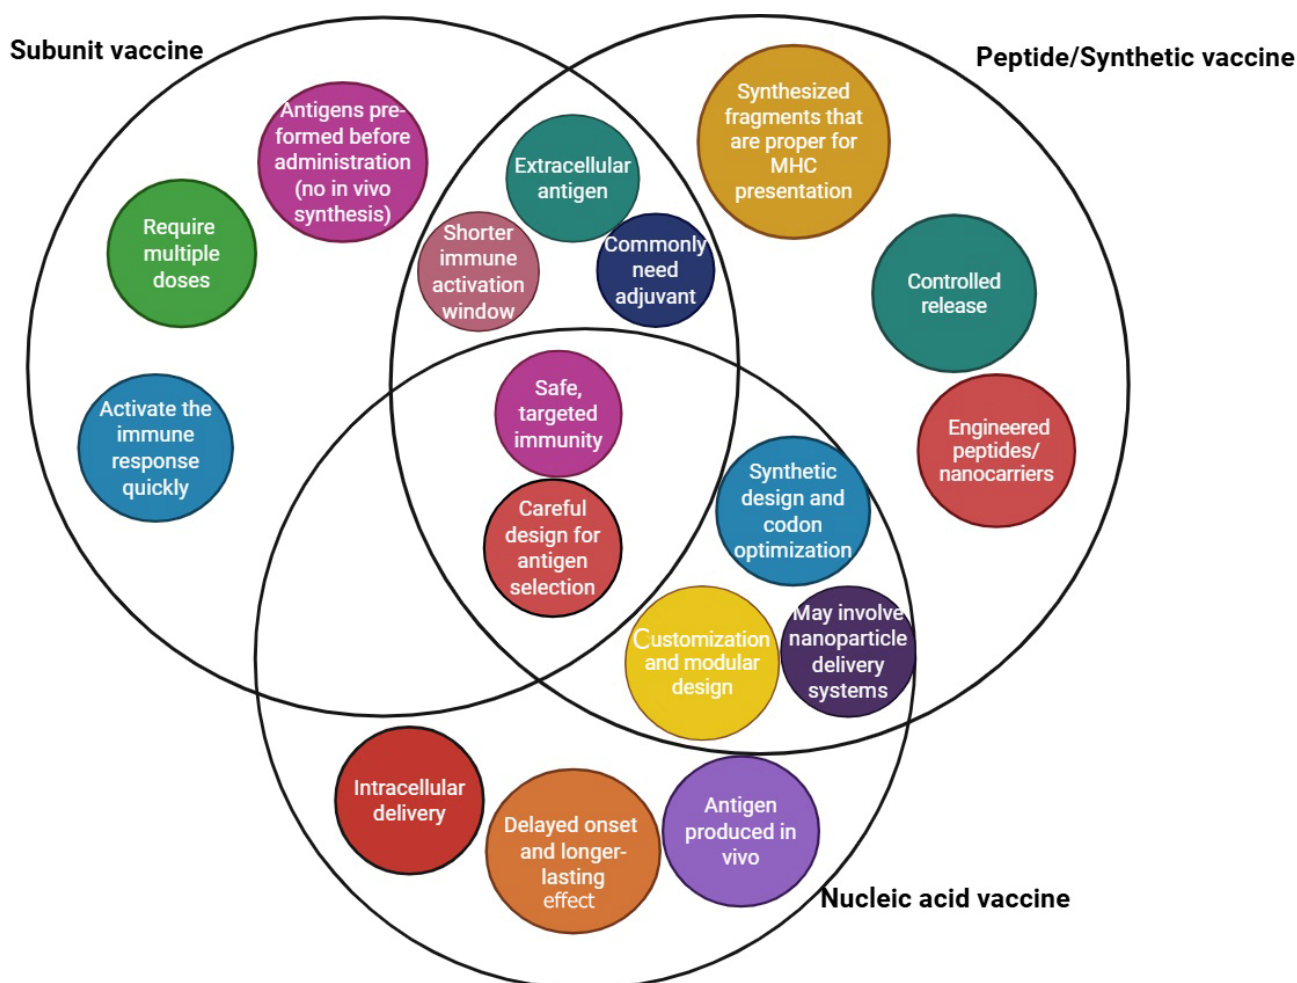 Subunit vaccine
Peptide/Synthetic vaccine
Antigens pre-
formed before
administration
(no in vivo
synthesis)
Require
multiple
doses
Activate the
immune
response
quickly
Extracellular
antigen
Shorter
immune
activation
window
Commonly
need
adjuvant
Synthesized
fragments that
are proper for
MHC
presentation
Controlled
release
Engineered
peptides/
nanocarriers
Safe,
targeted
immunity
Careful
design for
antigen
selection
Synthetic
design and
codon
optimization
Customization
and modular
design
May involve
nanoparticle
delivery
systems
Intracellular
delivery
Delayed onset
and longer-
lasting
effect
Antigen
produced in
vivo
Nucleic acid vaccine